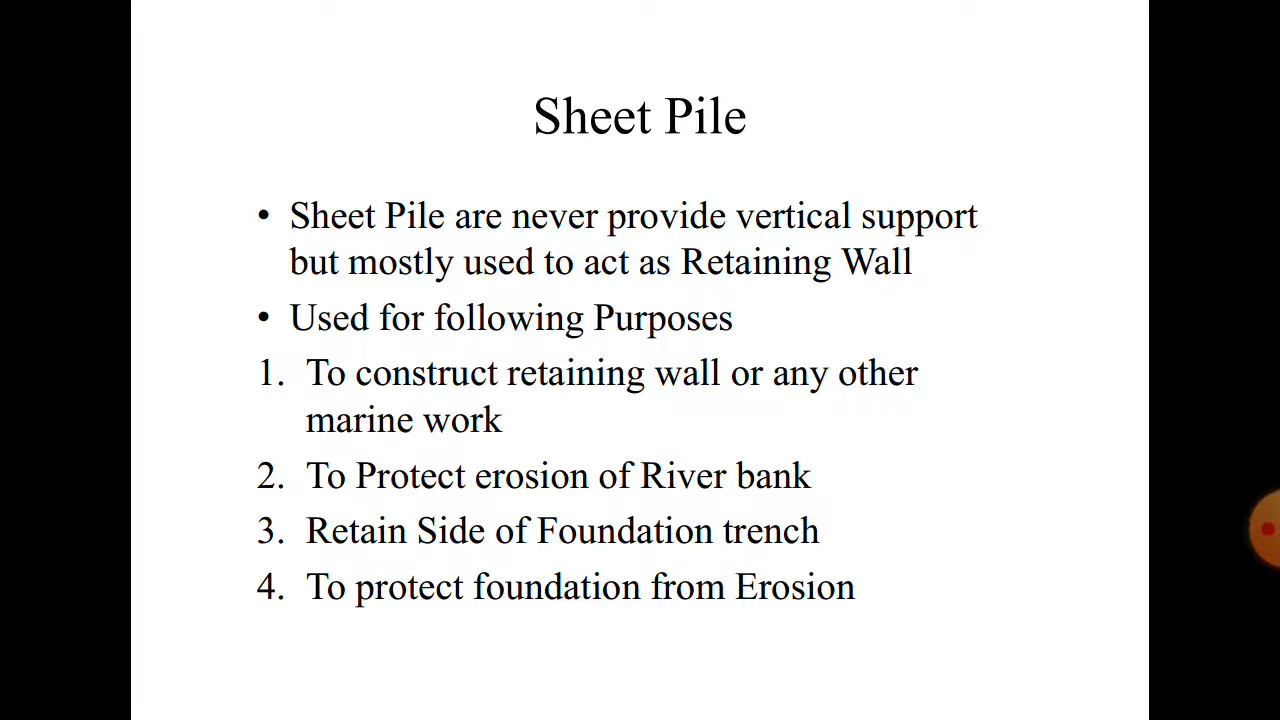 Sheet Pile
• Sheet Pile are never provide vertical support
but mostly used to act as Retaining Wall
• Used for following Purposes
1. To construct retaining wall or any other
marine work
2. To Protect erosion of River bank
3. Retain Side of Foundation trench
4. To protect foundation from Erosion